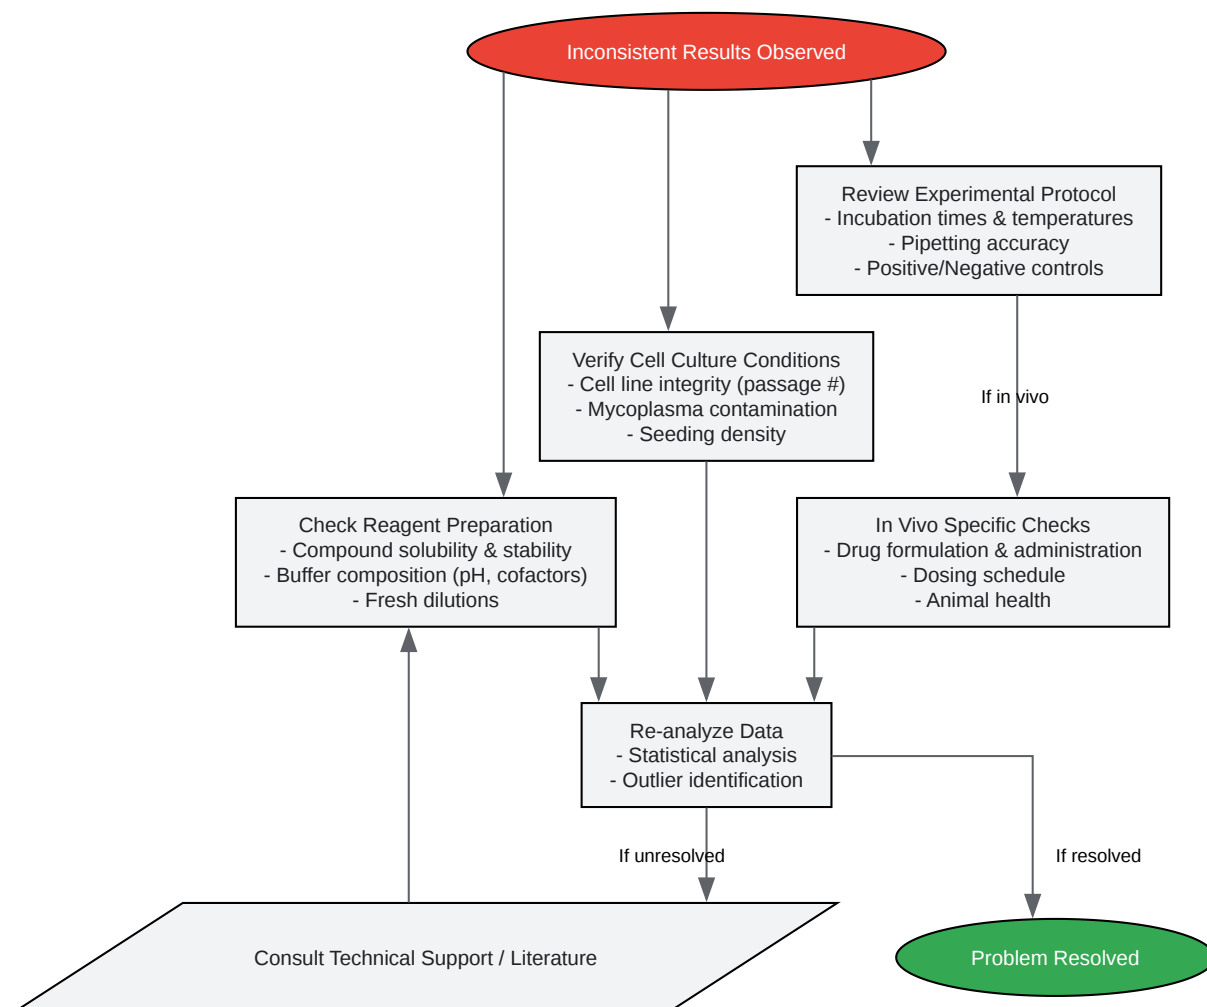 Inconsistent Results Observed
Review Experimental Protocol
- Incubation times & temperatures
- Pipetting accuracy
- Positive/Negative controls
Verify Cell Culture Conditions
- Cell line integrity (passage #)
- Mycoplasma contamination
- Seeding density
If in vivo
Check Reagent Preparation
- Compound solubility & stability
- Buffer composition (pH, cofactors)
- Fresh dilutions
In Vivo Specific Checks
- Drug formulation & administration
- Dosing schedule
- Animal health
Re-analyze Data
- Statistical analysis
- Outlier identification
If unresolved
If resolved
Consult Technical Support / Literature
Problem Resolved